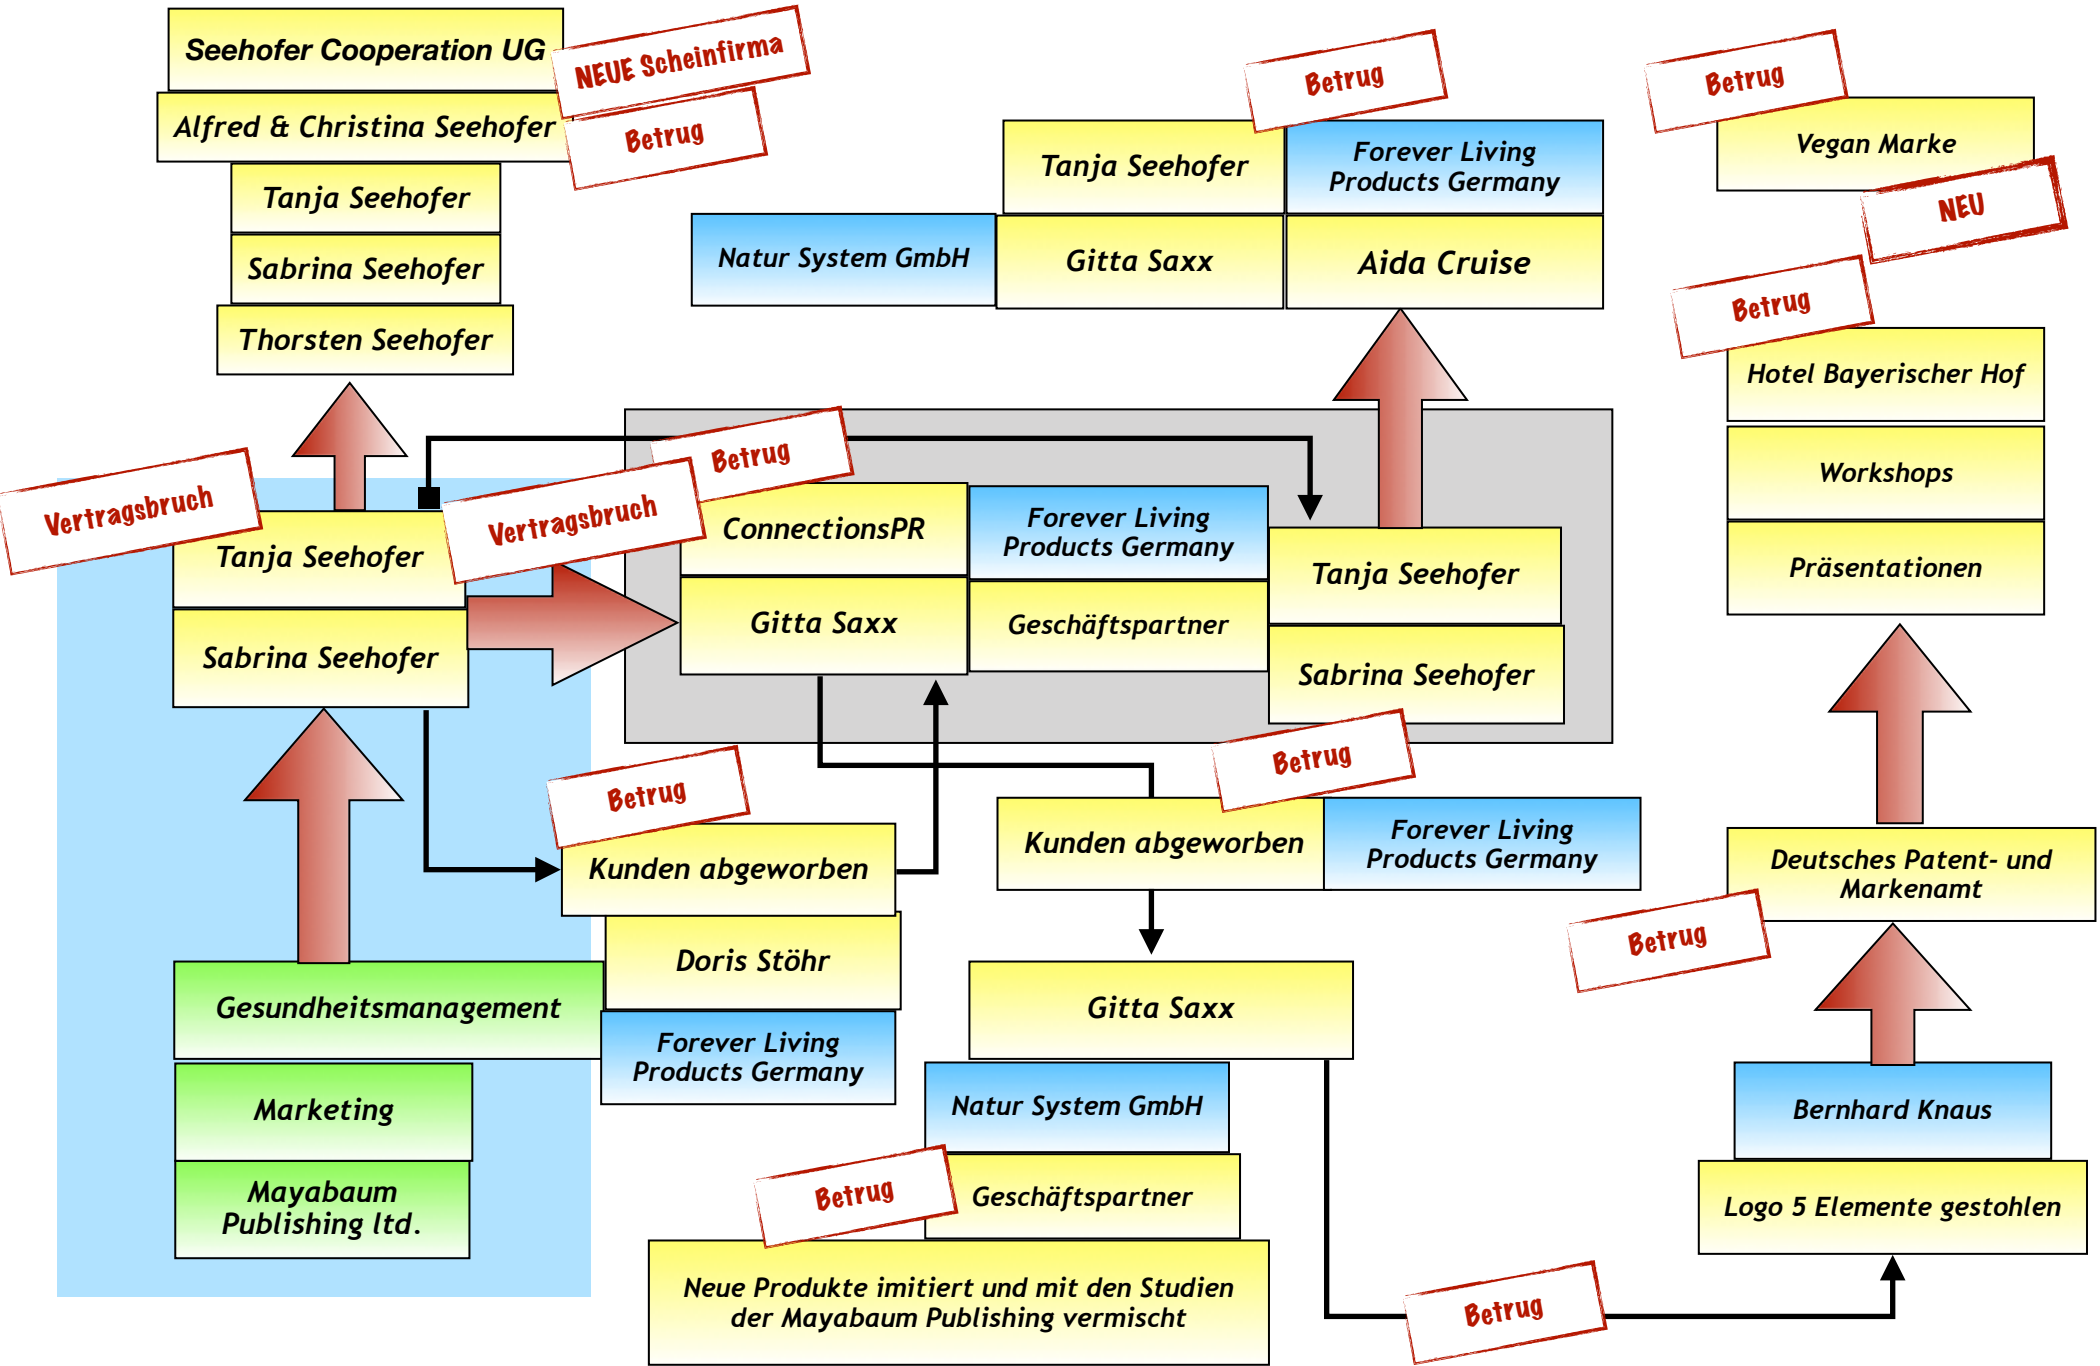 Seehofer Cooperation UG
NEUE Scheinfirma
Alfred & Christina Seehofer
Betrug
Tanja Seehofer
Sabrina Seehofer
Thorsten Seehofer
Betrug
Tanja Seehofer
Forever Living
Products Germany
Natur System GmbH
Gitta Saxx
Aida Cruise
Betrug
Vegan Marke
NEU
Betrug
Hotel Bayerischer Hof
Workshops
Präsentationen
Vertragsbruch
Tanja Seehofer
Sabrina Seehofer
Vertragsbruch
Betrug
ConnectionsPR
Forever Living
Products Germany
Tanja Seehofer
Gitta Saxx
Geschäftspartner
Sabrina Seehofer
Betrug
Kunden abgeworben
Doris Stöhr
Forever Living
Products Germany
Gesundheitsmanagement
Marketing
Mayabaum
Publishing ltd.
Betrug
Kunden abgeworben
Forever Living
Products Germany
Gitta Saxx
Natur System GmbH
Betrug
Geschäftspartner
Neue Produkte imitiert und mit den Studien
der Mayabaum Publishing vermischt
Deutsches Patent- und
Markenamt
Betrug
Bernhard Knaus
Logo 5 Elemente gestohlen
Betrug